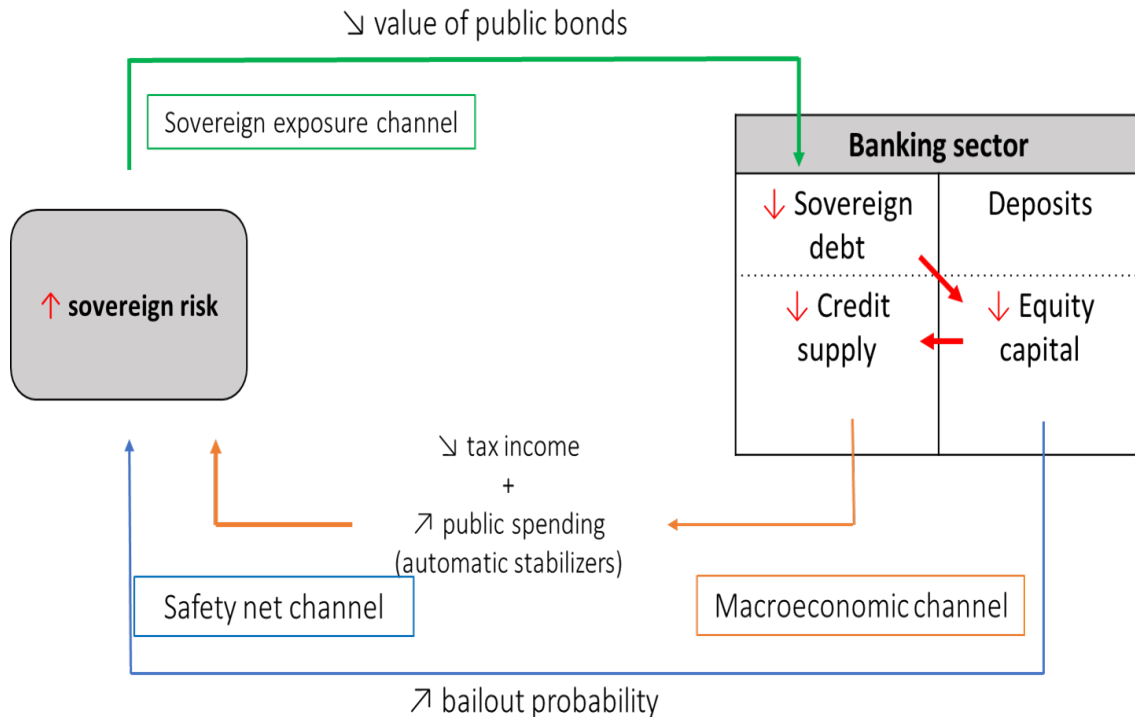 ↘ value of public bonds
Sovereign exposure channel
Banking sector
↓ Sovereign
debt
Deposits
↑ sovereign risk
↓ Credit
supply
↓ Equity
capital
↘ tax income
+
↗ public spending
(automatic stabilizers)
Safety net channel
Macroeconomic channel
↗ bailout probability